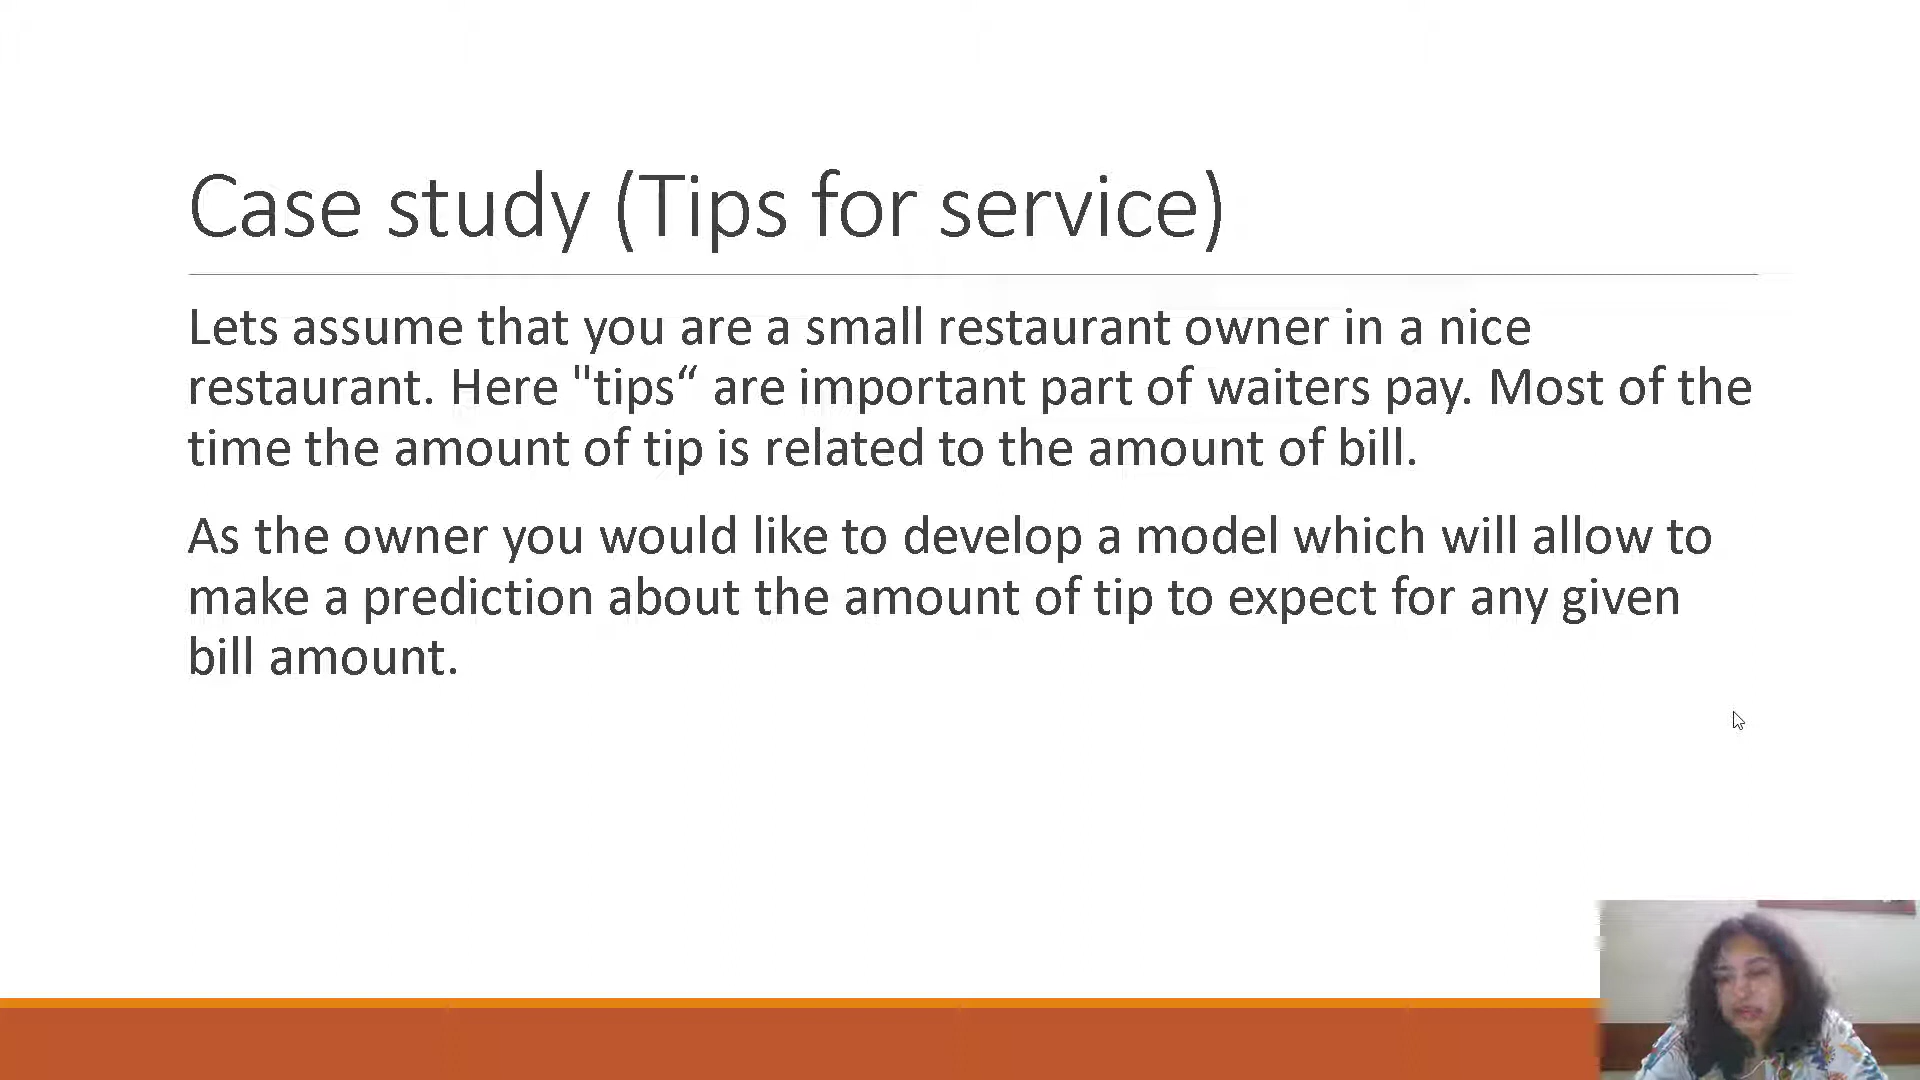 Case study (Tips for service)
Lets assume that you are a small restaurant owner in a nice
restaurant. Here "tips“ are important part of waiters pay. Most of the
time the amount of tip is related to the amount of bill.
As the owner you would like to develop a model which will allow to
make a prediction about the amount of tip to expect for any given
bill amount.